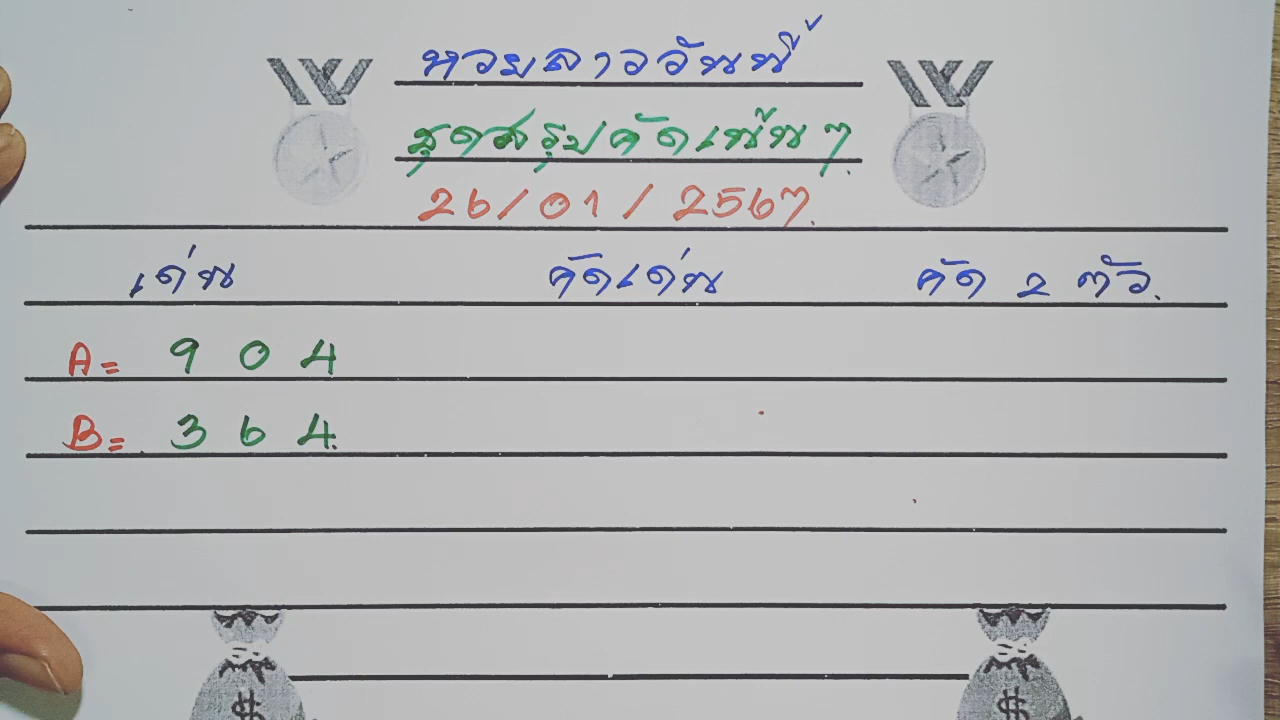 หวยลาววันนี้
สูตสรุปคัดเน้นๆ
26/01/2567.
เด่น คัดเด่น คัด 2 ตัว.
A= 9 0 4
B= 3 6 4.
$ $